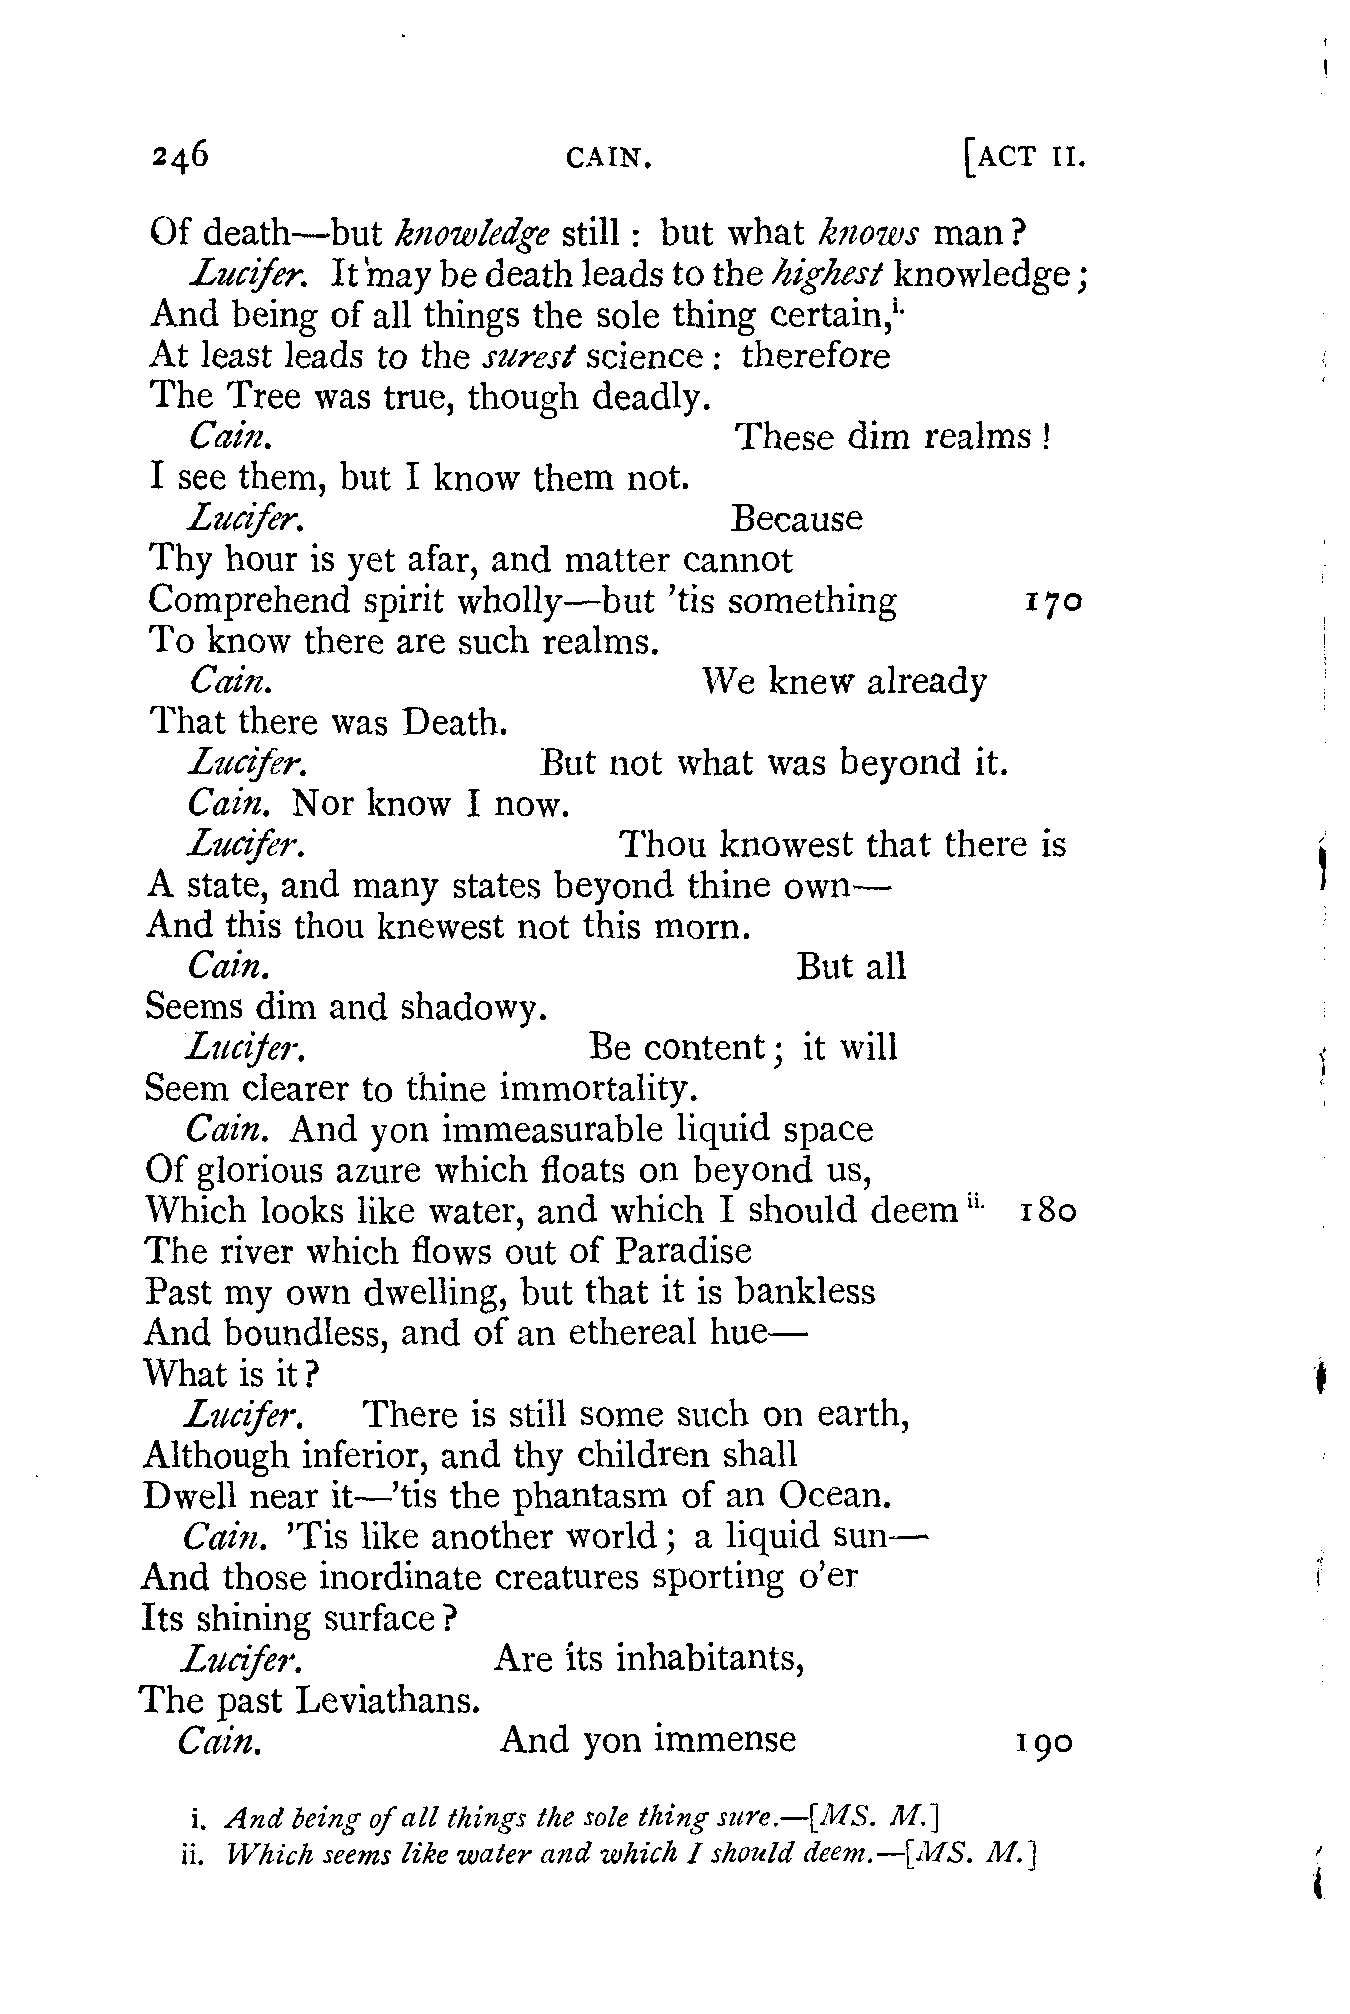 246 CAIN. [ACT II.
Of death—but knowledge still: but what knows man?
Lucifer. It may be death leads to the highest knowledge;
And being of all things the sole thing certain,i.
At least leads to the surest science: therefore
The Tree was true, though deadly.
Cain. These dim realms!
I see them, but I know them not.
Lucifer. Because
Thy hour is yet afar, and matter cannot
Comprehend spirit wholly—but 'tis something 170
To know there are such realms.
Cain. We knew already
That there was Death.
Lucifer. But not what was beyond it.
Cain. Nor know I now.
Lucifer. Thou knowest that there is
A state, and many states beyond thine own—
And this thou knewest not this morn.
Cain. But all
Seems dim and shadowy.
Lucifer. Be content; it will
Seem clearer to thine immortality.
Cain. And yon immeasurable liquid space
Of glorious azure which floats on beyond us,
Which looks like water, and which I should deem ii. 180
The river which flows out of Paradise
Past my own dwelling, but that it is bankless
And boundless, and of an ethereal hue—
What is it?
Lucifer. There is still some such on earth,
Although inferior, and thy children shall
Dwell near it—'tis the phantasm of an Ocean.
Cain. 'Tis like another world; a liquid sun—
And those inordinate creatures sporting o'er
Its shining surface?
Lucifer. Are its inhabitants,
The past Leviathans.
Cain. And yon immense 190
i. And being of all things the sole thing sure.—[MS. M.]
ii. Which seems like water and which I should deem.—[MS. M.]